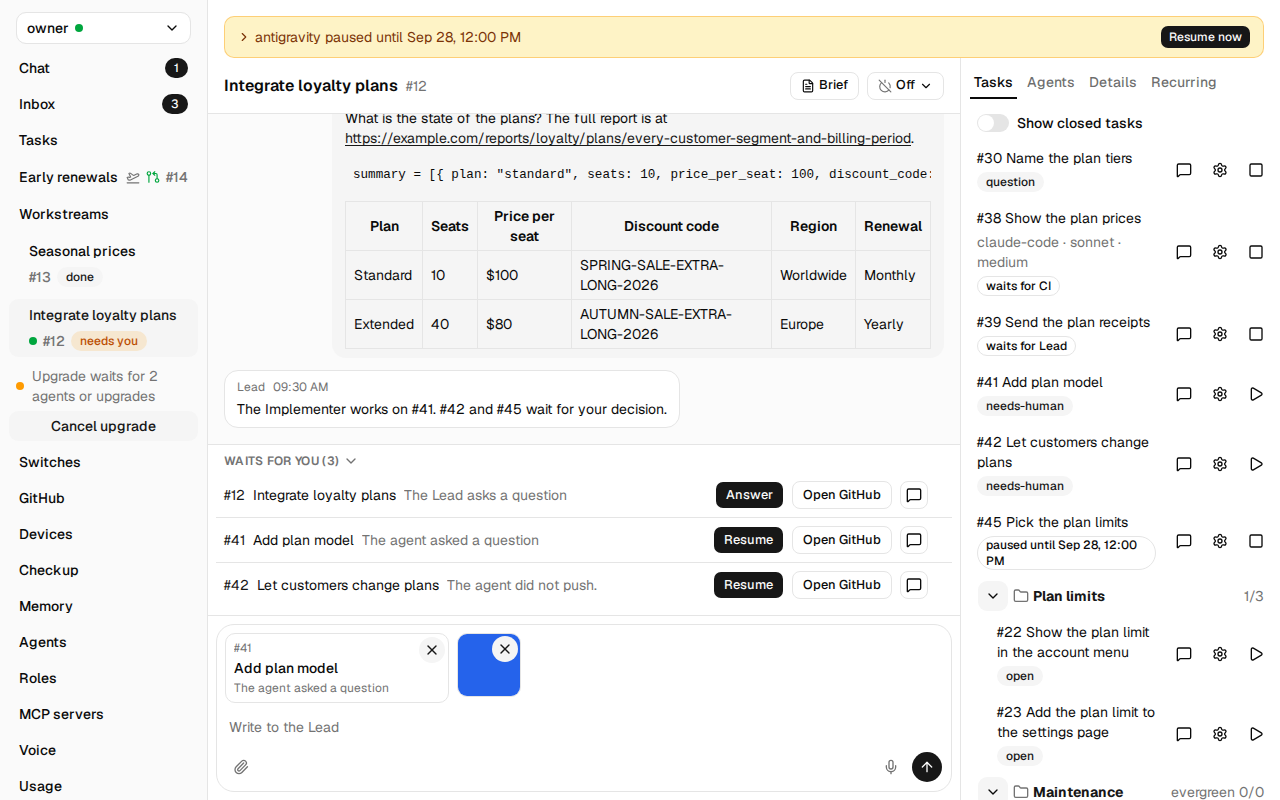 owner
Chat 1
Inbox 3
Tasks
Early renewals #14
Workstreams
Seasonal prices
#13 done
Integrate loyalty plans
#12 needs you
Upgrade waits for 2
agents or upgrades
Cancel upgrade
Switches
GitHub
Devices
Checkup
Memory
Agents
Roles
MCP servers
Voice
Usage
antigravity paused until Sep 28, 12:00 PM
Resume now
Integrate loyalty plans #12
Brief
Off
What is the state of the plans? The full report is at
https://example.com/reports/loyalty/plans/every-customer-segment-and-billing-period.
summary = [{ plan: "standard", seats: 10, price_per_seat: 100, discount_code:
Plan Seats Price per seat Discount code Region Renewal
Standard 10 $100 SPRING-SALE-EXTRA-LONG-2026 Worldwide Monthly
Extended 40 $80 AUTUMN-SALE-EXTRA-LONG-2026 Europe Yearly
Lead 09:30 AM
The Implementer works on #41. #42 and #45 wait for your decision.
WAITS FOR YOU (3)
#12 Integrate loyalty plans The Lead asks a question Answer Open GitHub
#41 Add plan model The agent asked a question Resume Open GitHub
#42 Let customers change plans The agent did not push. Resume Open GitHub
#41
Add plan model
The agent asked a question
Write to the Lead
Tasks Agents Details Recurring
Show closed tasks
#30 Name the plan tiers
question
#38 Show the plan prices
claude-code · sonnet ·
medium
waits for CI
#39 Send the plan receipts
waits for Lead
#41 Add plan model
needs-human
#42 Let customers change
plans
needs-human
#45 Pick the plan limits
paused until Sep 28, 12:00
PM
Plan limits 1/3
#22 Show the plan limit
in the account menu
open
#23 Add the plan limit to
the settings page
open
Maintenance evergreen 0/0